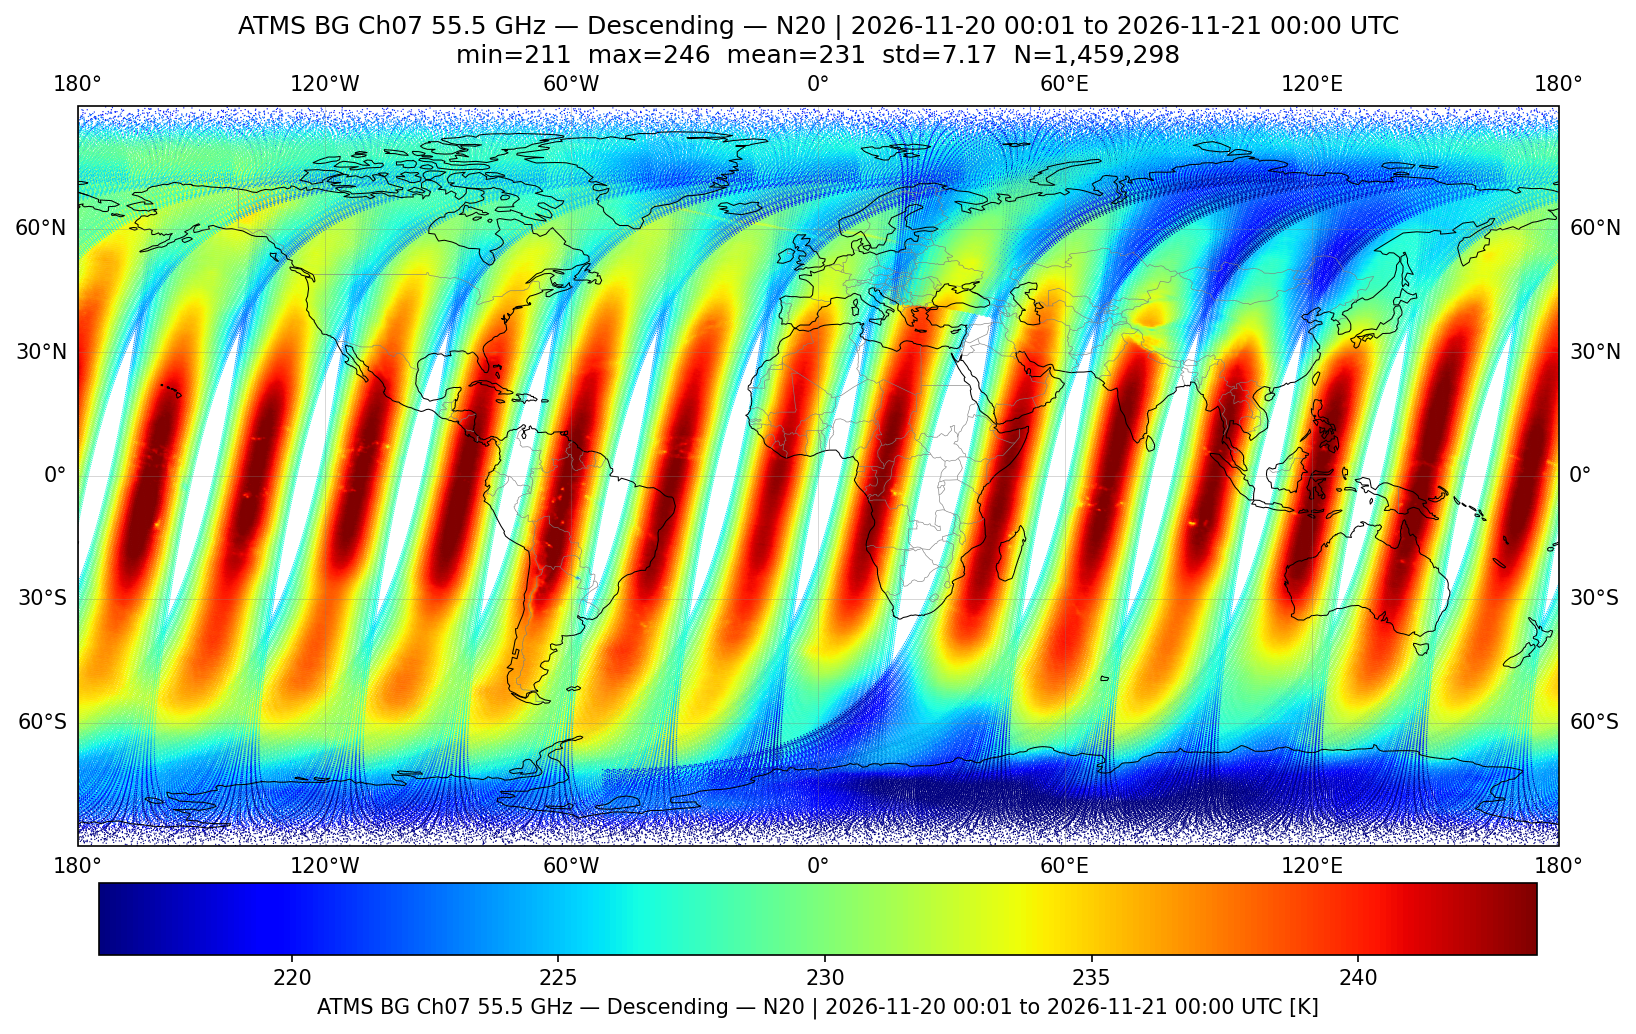 ATMS BG Ch07 55.5 GHz — Descending — N20 | 2026-11-20 00:01 to 2026-11-21 00:00 UTC
min=211 max=246 mean=231 std=7.17 N=1,459,298
180° 120°W 60°W 0° 60°E 120°E 180°
60°N 60°N
30°N 30°N
0° 0°
30°S 30°S
60°S 60°S
180° 120°W 60°W 0° 60°E 120°E 180°
220 225 230 235 240
ATMS BG Ch07 55.5 GHz — Descending — N20 | 2026-11-20 00:01 to 2026-11-21 00:00 UTC [K]